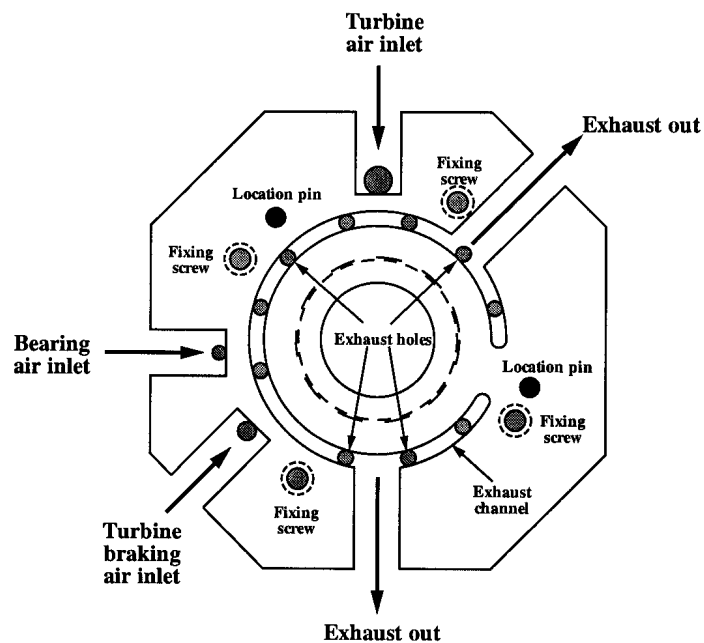 Turbine
air inlet
Exhaust out
Fixing
screw
Location pin
Fixing
screw
Bearing
air inlet
Exhaust holes
Location pin
Fixing
screw
Exhaust
channel
Fixing
screw
Turbine
braking
air inlet
Exhaust out